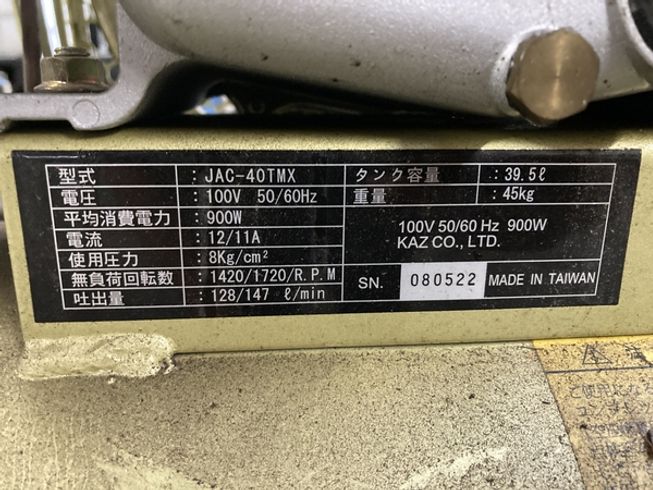 型式 : JAC-40TMX
電圧 : 100V 50/60Hz
平均消費電力 : 900W
電流 : 12/11A
使用圧力 : 8Kg/cm²
無負荷回転数 : 1420/1720/R.P.M
吐出量 : 128/147 ℓ/min
タンク容量 : 39.5ℓ
重量 : 45kg
100V 50/60 Hz 900W
KAZ CO., LTD.
SN. 080522 MADE IN TAIWAN
注意